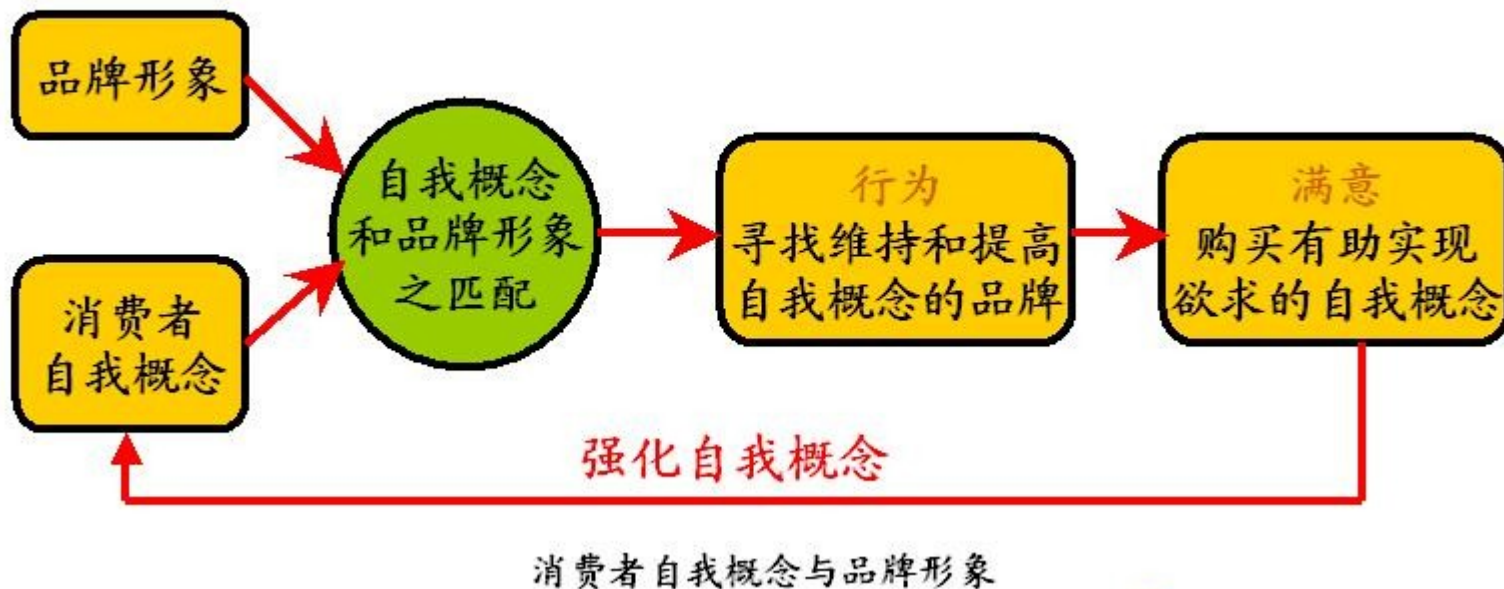 品牌形象
消费者
自我概念
自我概念
和品牌形象
之匹配
行为
寻找维持和提高
自我概念的品牌
满意
购买有助实现
欲求的自我概念
强化自我概念
消费者自我概念与品牌形象